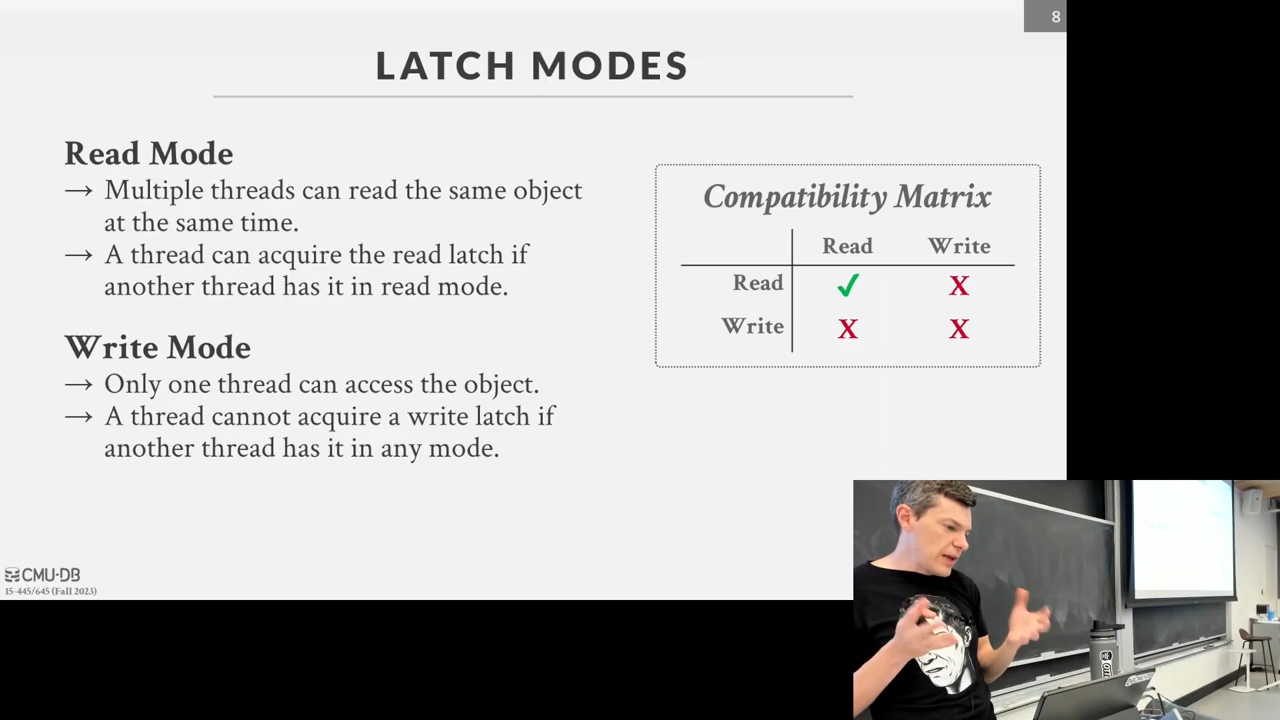 8
LATCH MODES
Read Mode
→ Multiple threads can read the same object
at the same time.
→ A thread can acquire the read latch if
another thread has it in read mode.
Write Mode
→ Only one thread can access the object.
→ A thread cannot acquire a write latch if
another thread has it in any mode.
Compatibility Matrix
Read Write
Read ✓ X
Write X X
CMU·DB
15-445/645 (Fall 2023)